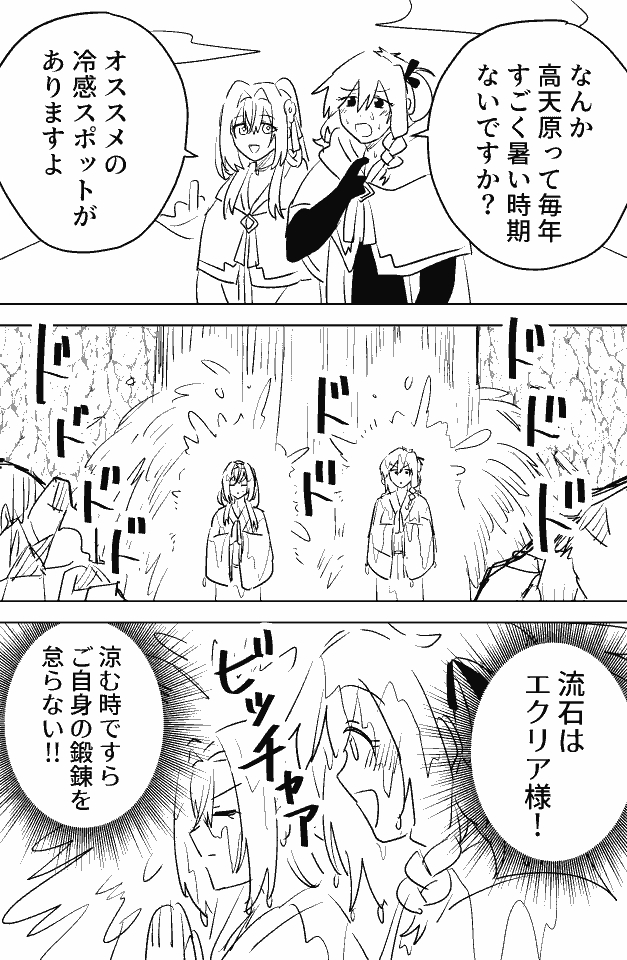 なんか
高天原って毎年
すごく暑い時期
ないですか？
オススメの
冷感スポットが
ありますよ
ドドド
ドドド
ドドド
ドドド
流石は
エクリア様！
ビッチャア
涼む時ですら
ご自身の鍛錬を
怠らない!!